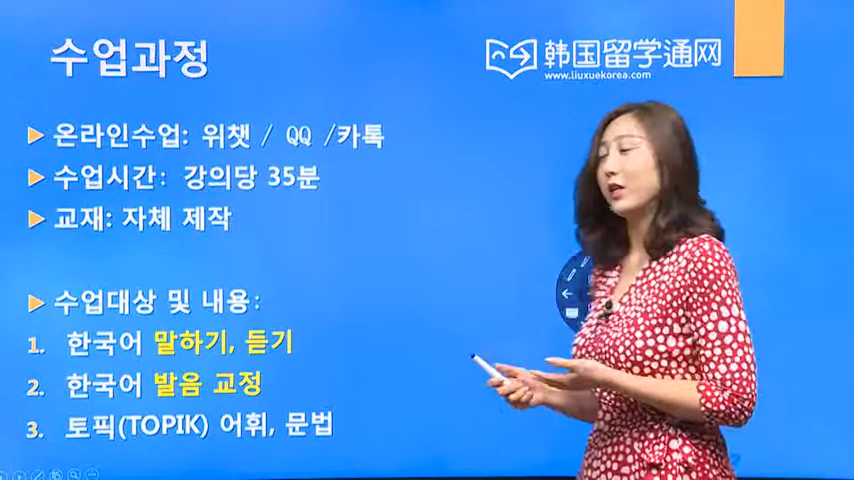 수업과정
韩国留学通网
www.liuxuekorea.com
▶ 온라인수업: 위챗 / QQ /카톡
▶ 수업시간: 강의당 35분
▶ 교재: 자체 제작
▶ 수업대상 및 내용:
1. 한국어 말하기, 듣기
2. 한국어 발음 교정
3. 토픽(TOPIK) 어휘, 문법